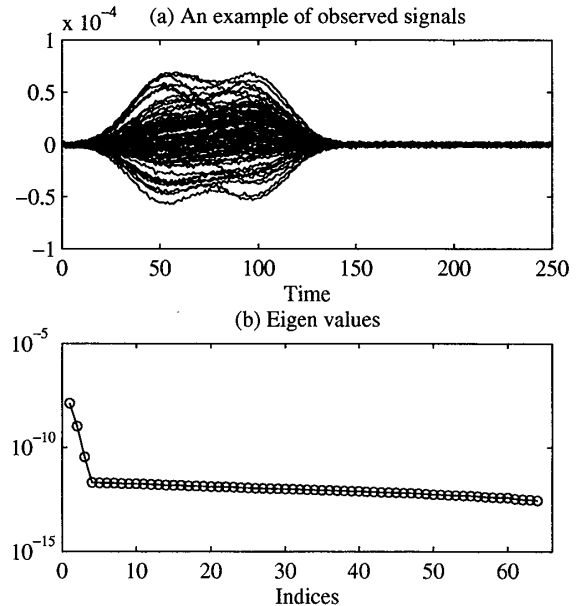 (a) An example of observed signals
x 10^-4
1
0.5
0
-0.5
-1
0 50 100 150 200 250
Time
(b) Eigen values
10^-5
10^-10
10^-15
0 10 20 30 40 50 60
Indices